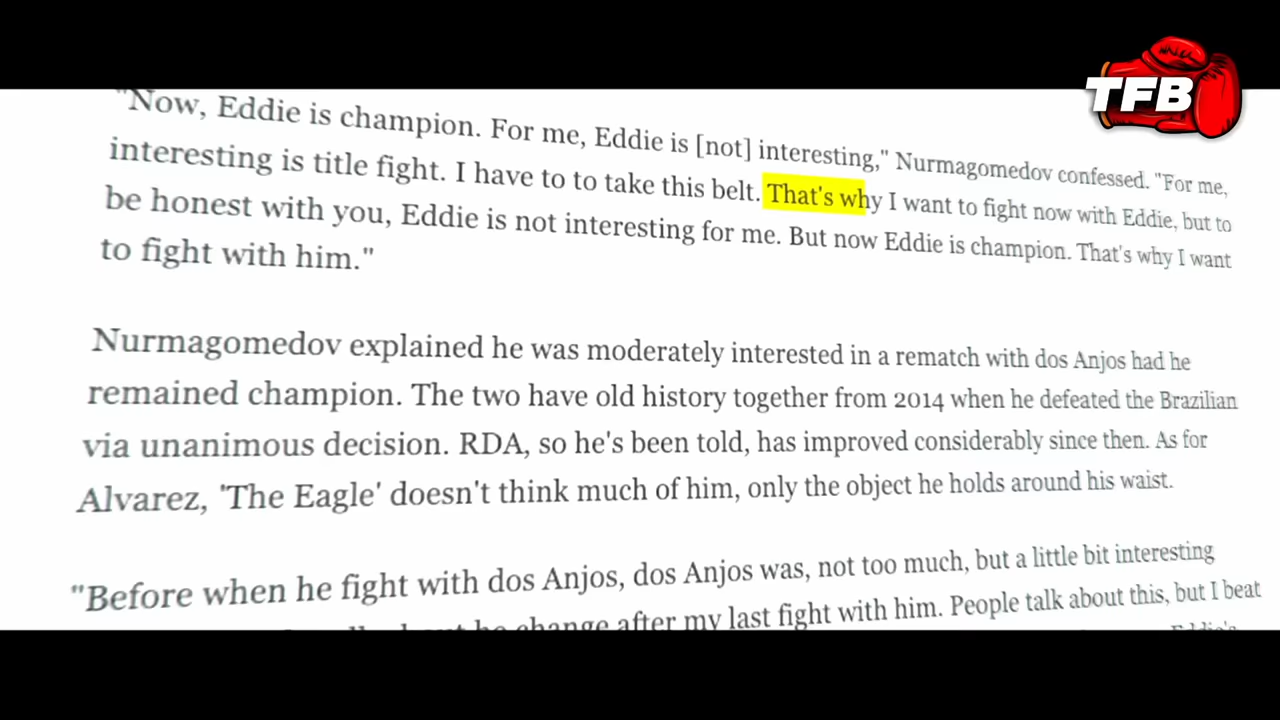 TFB
"Now, Eddie is champion. For me, Eddie is [not] interesting," Nurmagomedov confessed. "For me,
interesting is title fight. I have to to take this belt. That's why I want to fight now with Eddie, but to
be honest with you, Eddie is not interesting for me. But now Eddie is champion. That's why I want
to fight with him."
Nurmagomedov explained he was moderately interested in a rematch with dos Anjos had he
remained champion. The two have old history together from 2014 when he defeated the Brazilian
via unanimous decision. RDA, so he's been told, has improved considerably since then. As for
Alvarez, 'The Eagle' doesn't think much of him, only the object he holds around his waist.
"Before when he fight with dos Anjos, dos Anjos was, not too much, but a little bit interesting
change after my last fight with him. People talk about this, but I beat